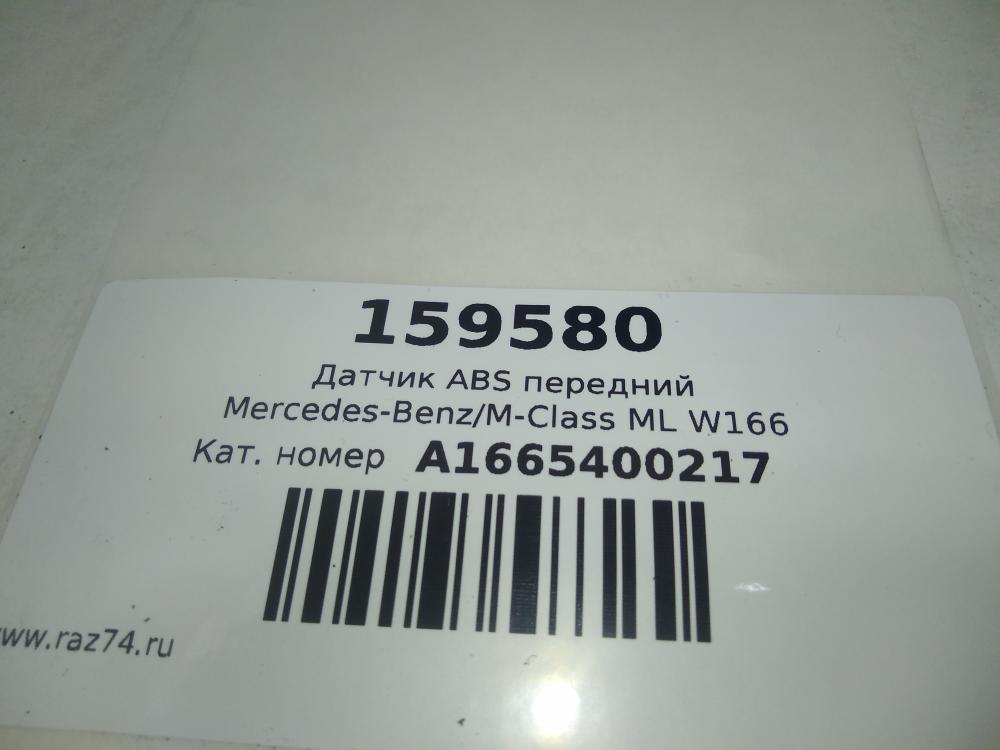 159580
Датчик ABS передний
Mercedes-Benz/M-Class ML W166
Кат. номер A1665400217
www.raz74.ru